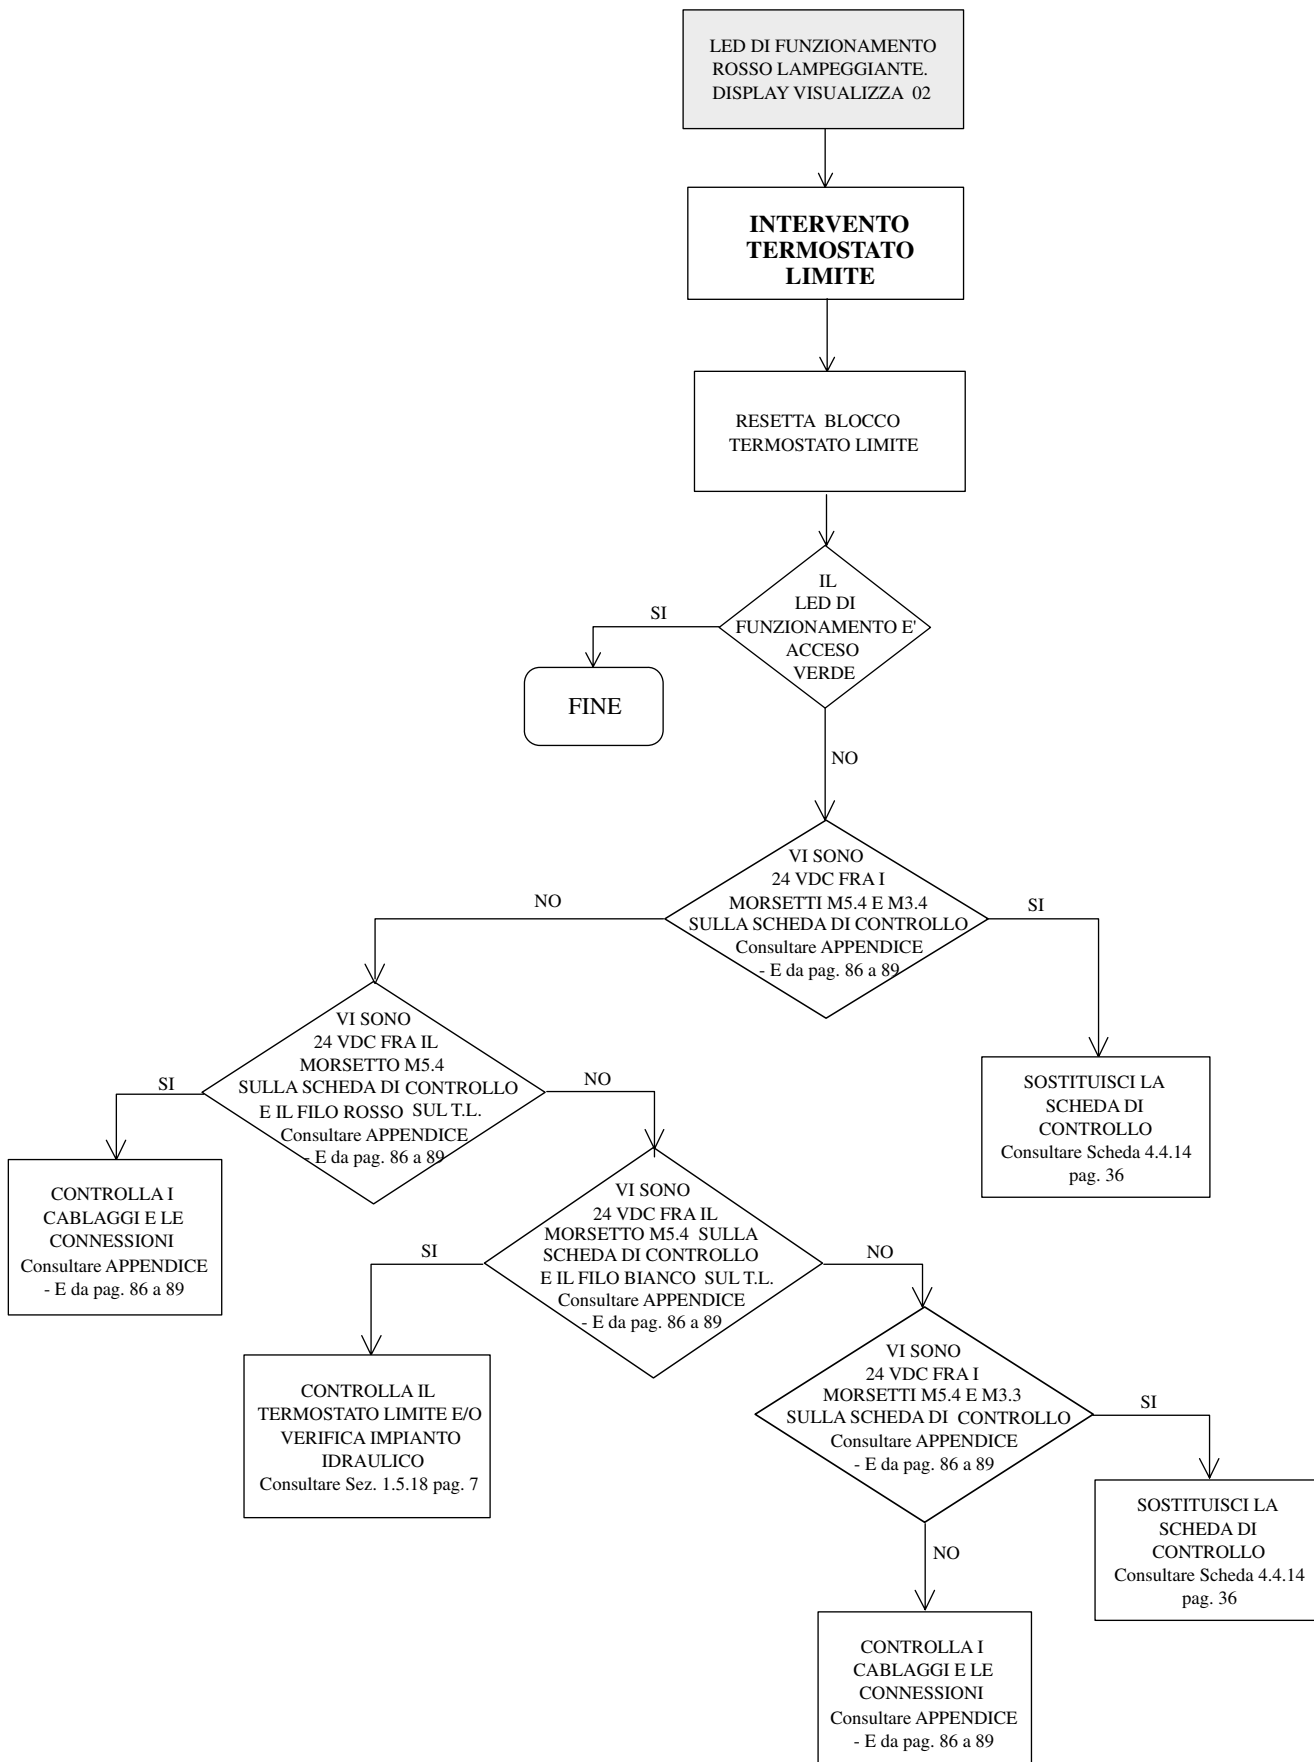 LED DI FUNZIONAMENTO
ROSSO LAMPEGGIANTE.
DISPLAY VISUALIZZA 02
INTERVENTO
TERMOSTATO
LIMITE
RESETTA BLOCCO
TERMOSTATO LIMITE
IL
LED DI
FUNZIONAMENTO E'
ACCESO
VERDE
SI
FINE
NO
VI SONO
24 VDC FRA I
MORSETTI M5.4 E M3.4
SULLA SCHEDA DI CONTROLLO
Consultare APPENDICE
- E da pag. 86 a 89
NO
SI
VI SONO
24 VDC FRA IL
MORSETTO M5.4
SULLA SCHEDA DI CONTROLLO
E IL FILO ROSSO SUL T.L.
Consultare APPENDICE
- E da pag. 86 a 89
SI
NO
SOSTITUISCI LA
SCHEDA DI
CONTROLLO
Consultare Scheda 4.4.14
pag. 36
CONTROLLA I
CABLAGGI E LE
CONNESSIONI
Consultare APPENDICE
- E da pag. 86 a 89
VI SONO
24 VDC FRA IL
MORSETTO M5.4 SULLA
SCHEDA DI CONTROLLO
E IL FILO BIANCO SUL T.L.
Consultare APPENDICE
- E da pag. 86 a 89
SI
NO
CONTROLLA IL
TERMOSTATO LIMITE E/O
VERIFICA IMPIANTO
IDRAULICO
Consultare Sez. 1.5.18 pag. 7
VI SONO
24 VDC FRA I
MORSETTI M5.4 E M3.3
SULLA SCHEDA DI CONTROLLO
Consultare APPENDICE
- E da pag. 86 a 89
SI
NO
SOSTITUISCI LA
SCHEDA DI
CONTROLLO
Consultare Scheda 4.4.14
pag. 36
CONTROLLA I
CABLAGGI E LE
CONNESSIONI
Consultare APPENDICE
- E da pag. 86 a 89